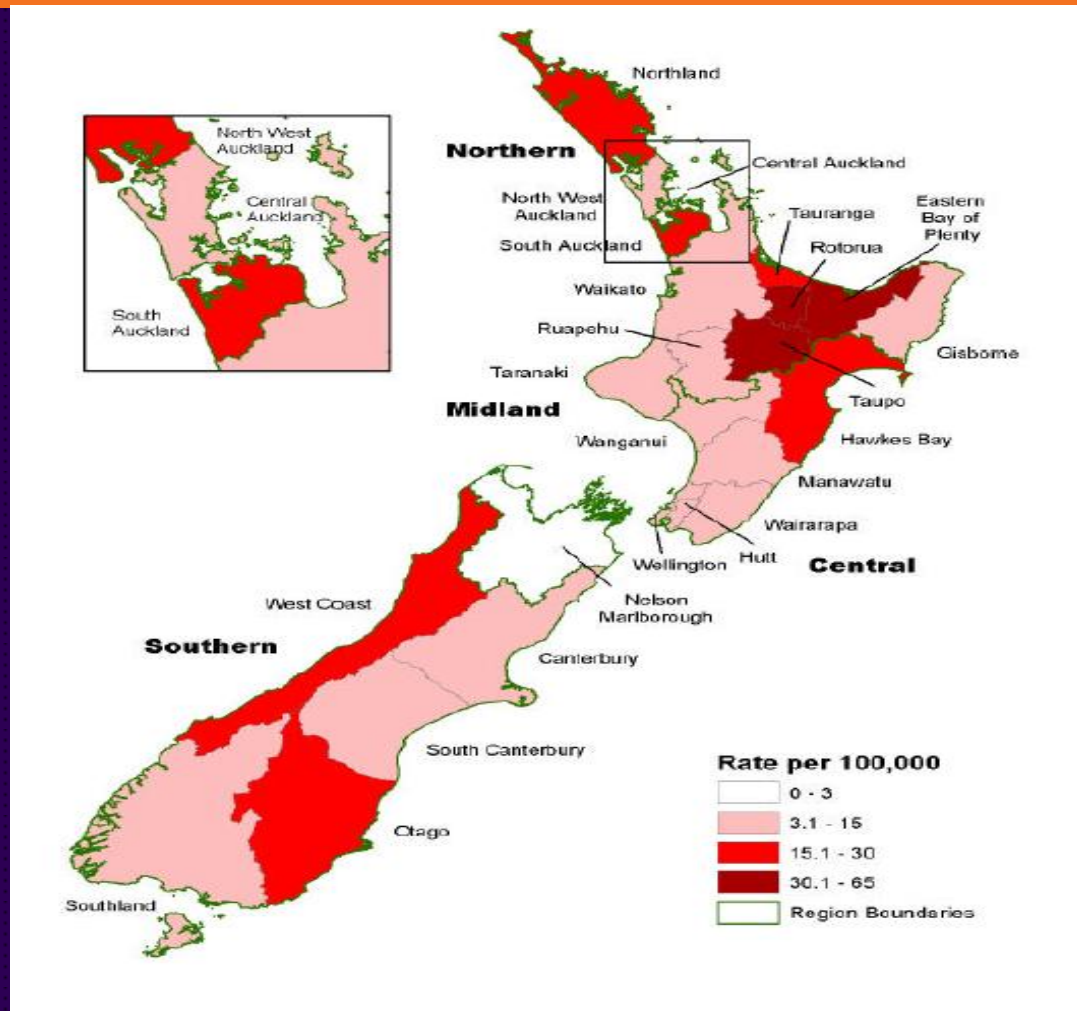 North West
Auckland
Central
Auckland
South
Auckland
Northland
Northern
Central Auckland
North West
Auckland
Tauranga
Eastern
Bay of
Plenty
South Auckland
Rotorua
Waikato
Ruapehu
Gisborne
Taranaki
Taupo
Midland
Wanganui
Hawkes Bay
Manawatu
Wairarapa
Wellington
Hutt
Central
West Coast
Nelson
Marlborough
Southern
Canterbury
South Canterbury
Otago
Southland
Rate per 100,000
0 - 3
3.1 - 15
15.1 - 30
30.1 - 65
Region Boundaries